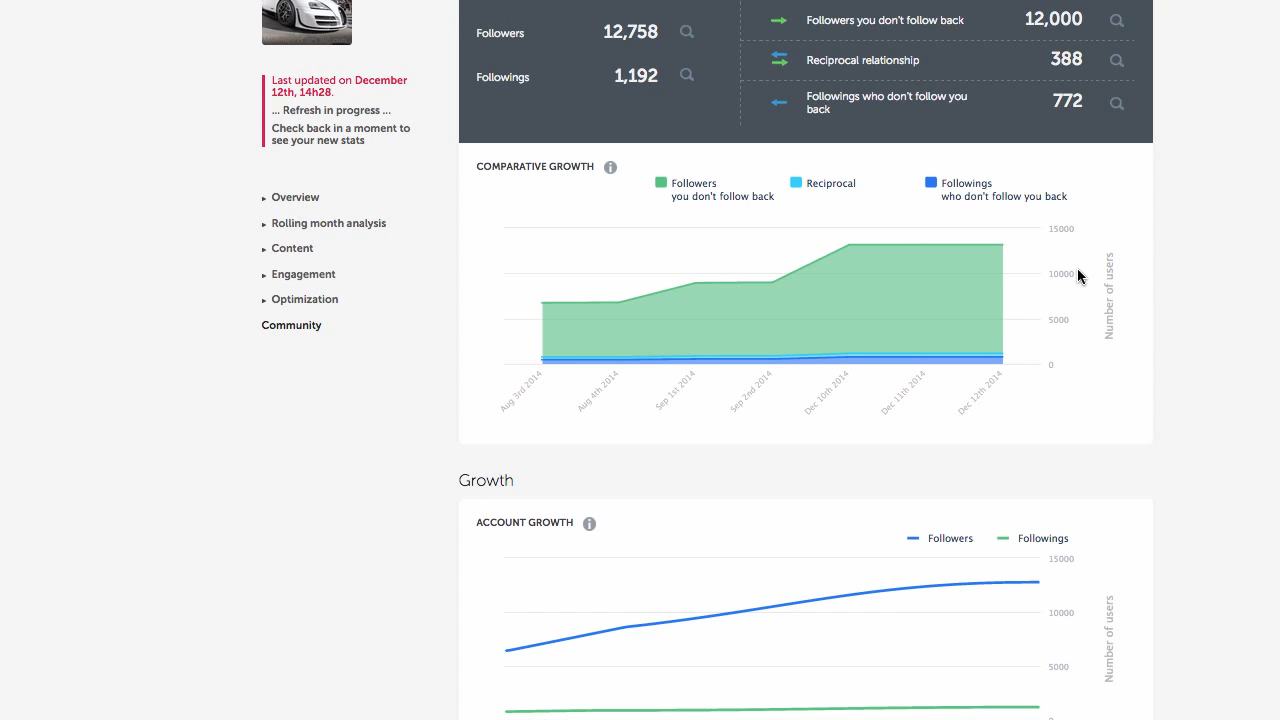 Last updated on December
12th, 14h28.
... Refresh in progress ...
Check back in a moment to
see your new stats
▸ Overview
▸ Rolling month analysis
▸ Content
▸ Engagement
▸ Optimization
Community
Followers 12,758
Followings 1,192
Followers you don't follow back 12,000
Reciprocal relationship 388
Followings who don't follow you
back 772
COMPARATIVE GROWTH i
Followers
you don't follow back
Reciprocal
Followings
who don't follow you back
15000
10000
5000
0
Number of users
Aug 3rd 2014
Aug 4th 2014
Sep 1st 2014
Sep 2nd 2014
Dec 10th 2014
Dec 11th 2014
Dec 12th 2014
Growth
ACCOUNT GROWTH i
Followers
Followings
15000
10000
5000
Number of users